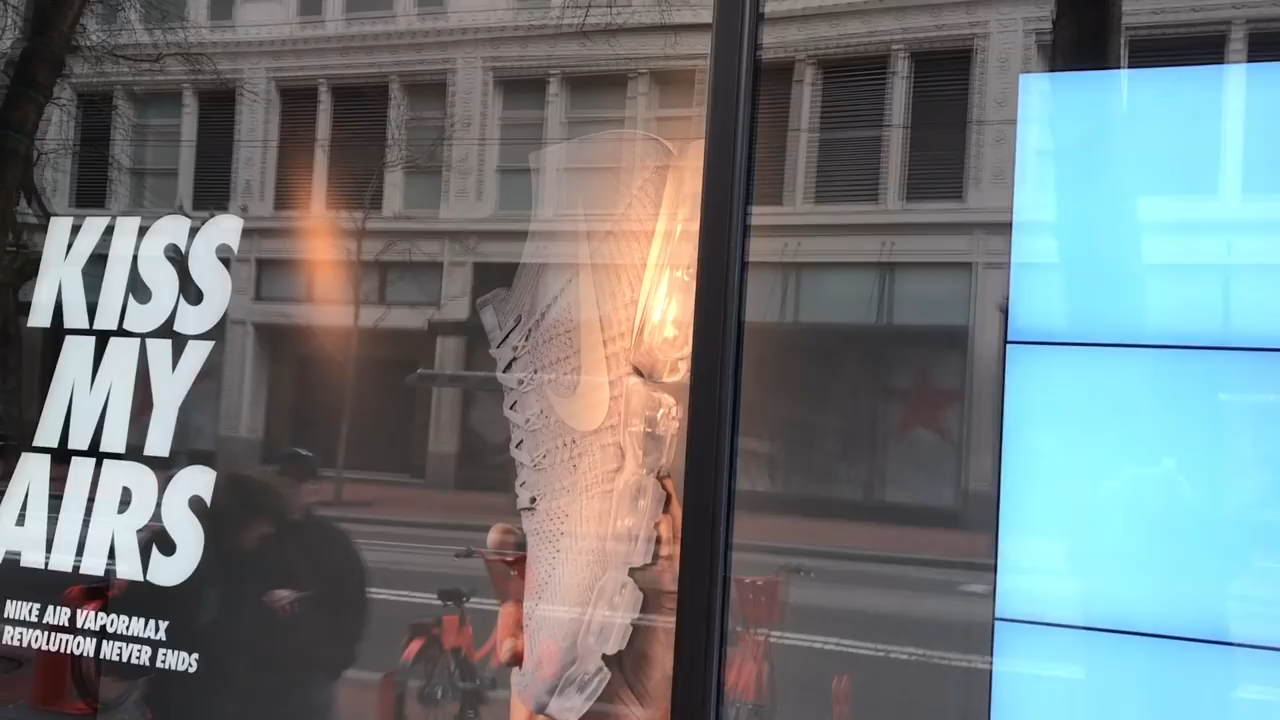 KISS
MY
AIRS
NIKE AIR VAPORMAX
REVOLUTION NEVER ENDS